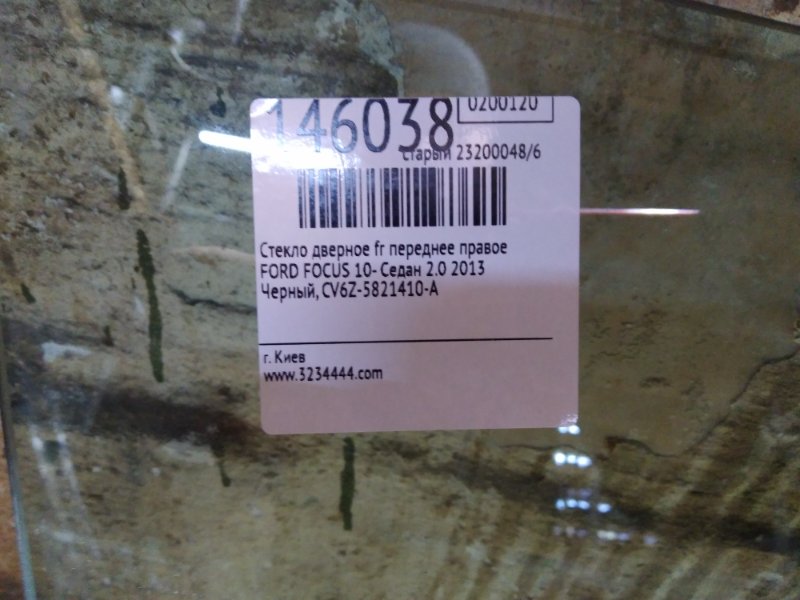 146038
0200120
старый 23200048/6
Стекло дверное fr переднее правое
FORD FOCUS 10- Седан 2.0 2013
Черный, CV6Z-5821410-A
г. Киев
www.3234444.com